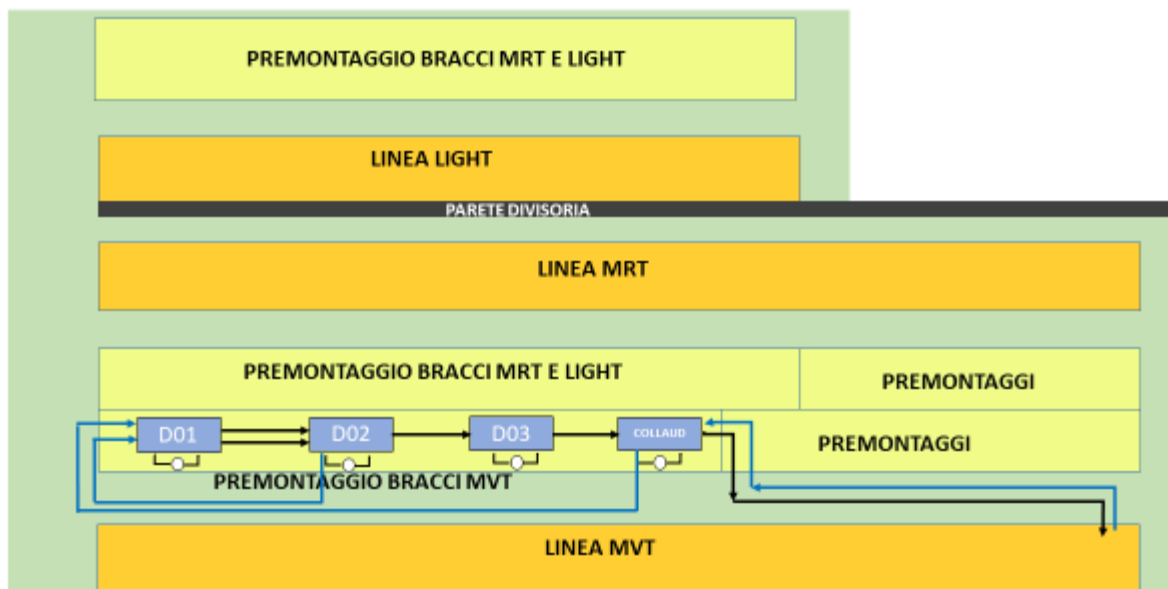 PREMONTAGGIO BRACCI MRT E LIGHT
LINEA LIGHT
PARETE DIVISORIA
LINEA MRT
PREMONTAGGIO BRACCI MRT E LIGHT
PREMONTAGGI
D01
D02
D03
COLLAUD
PREMONTAGGI
PREMONTAGGIO BRACCI MVT
LINEA MVT